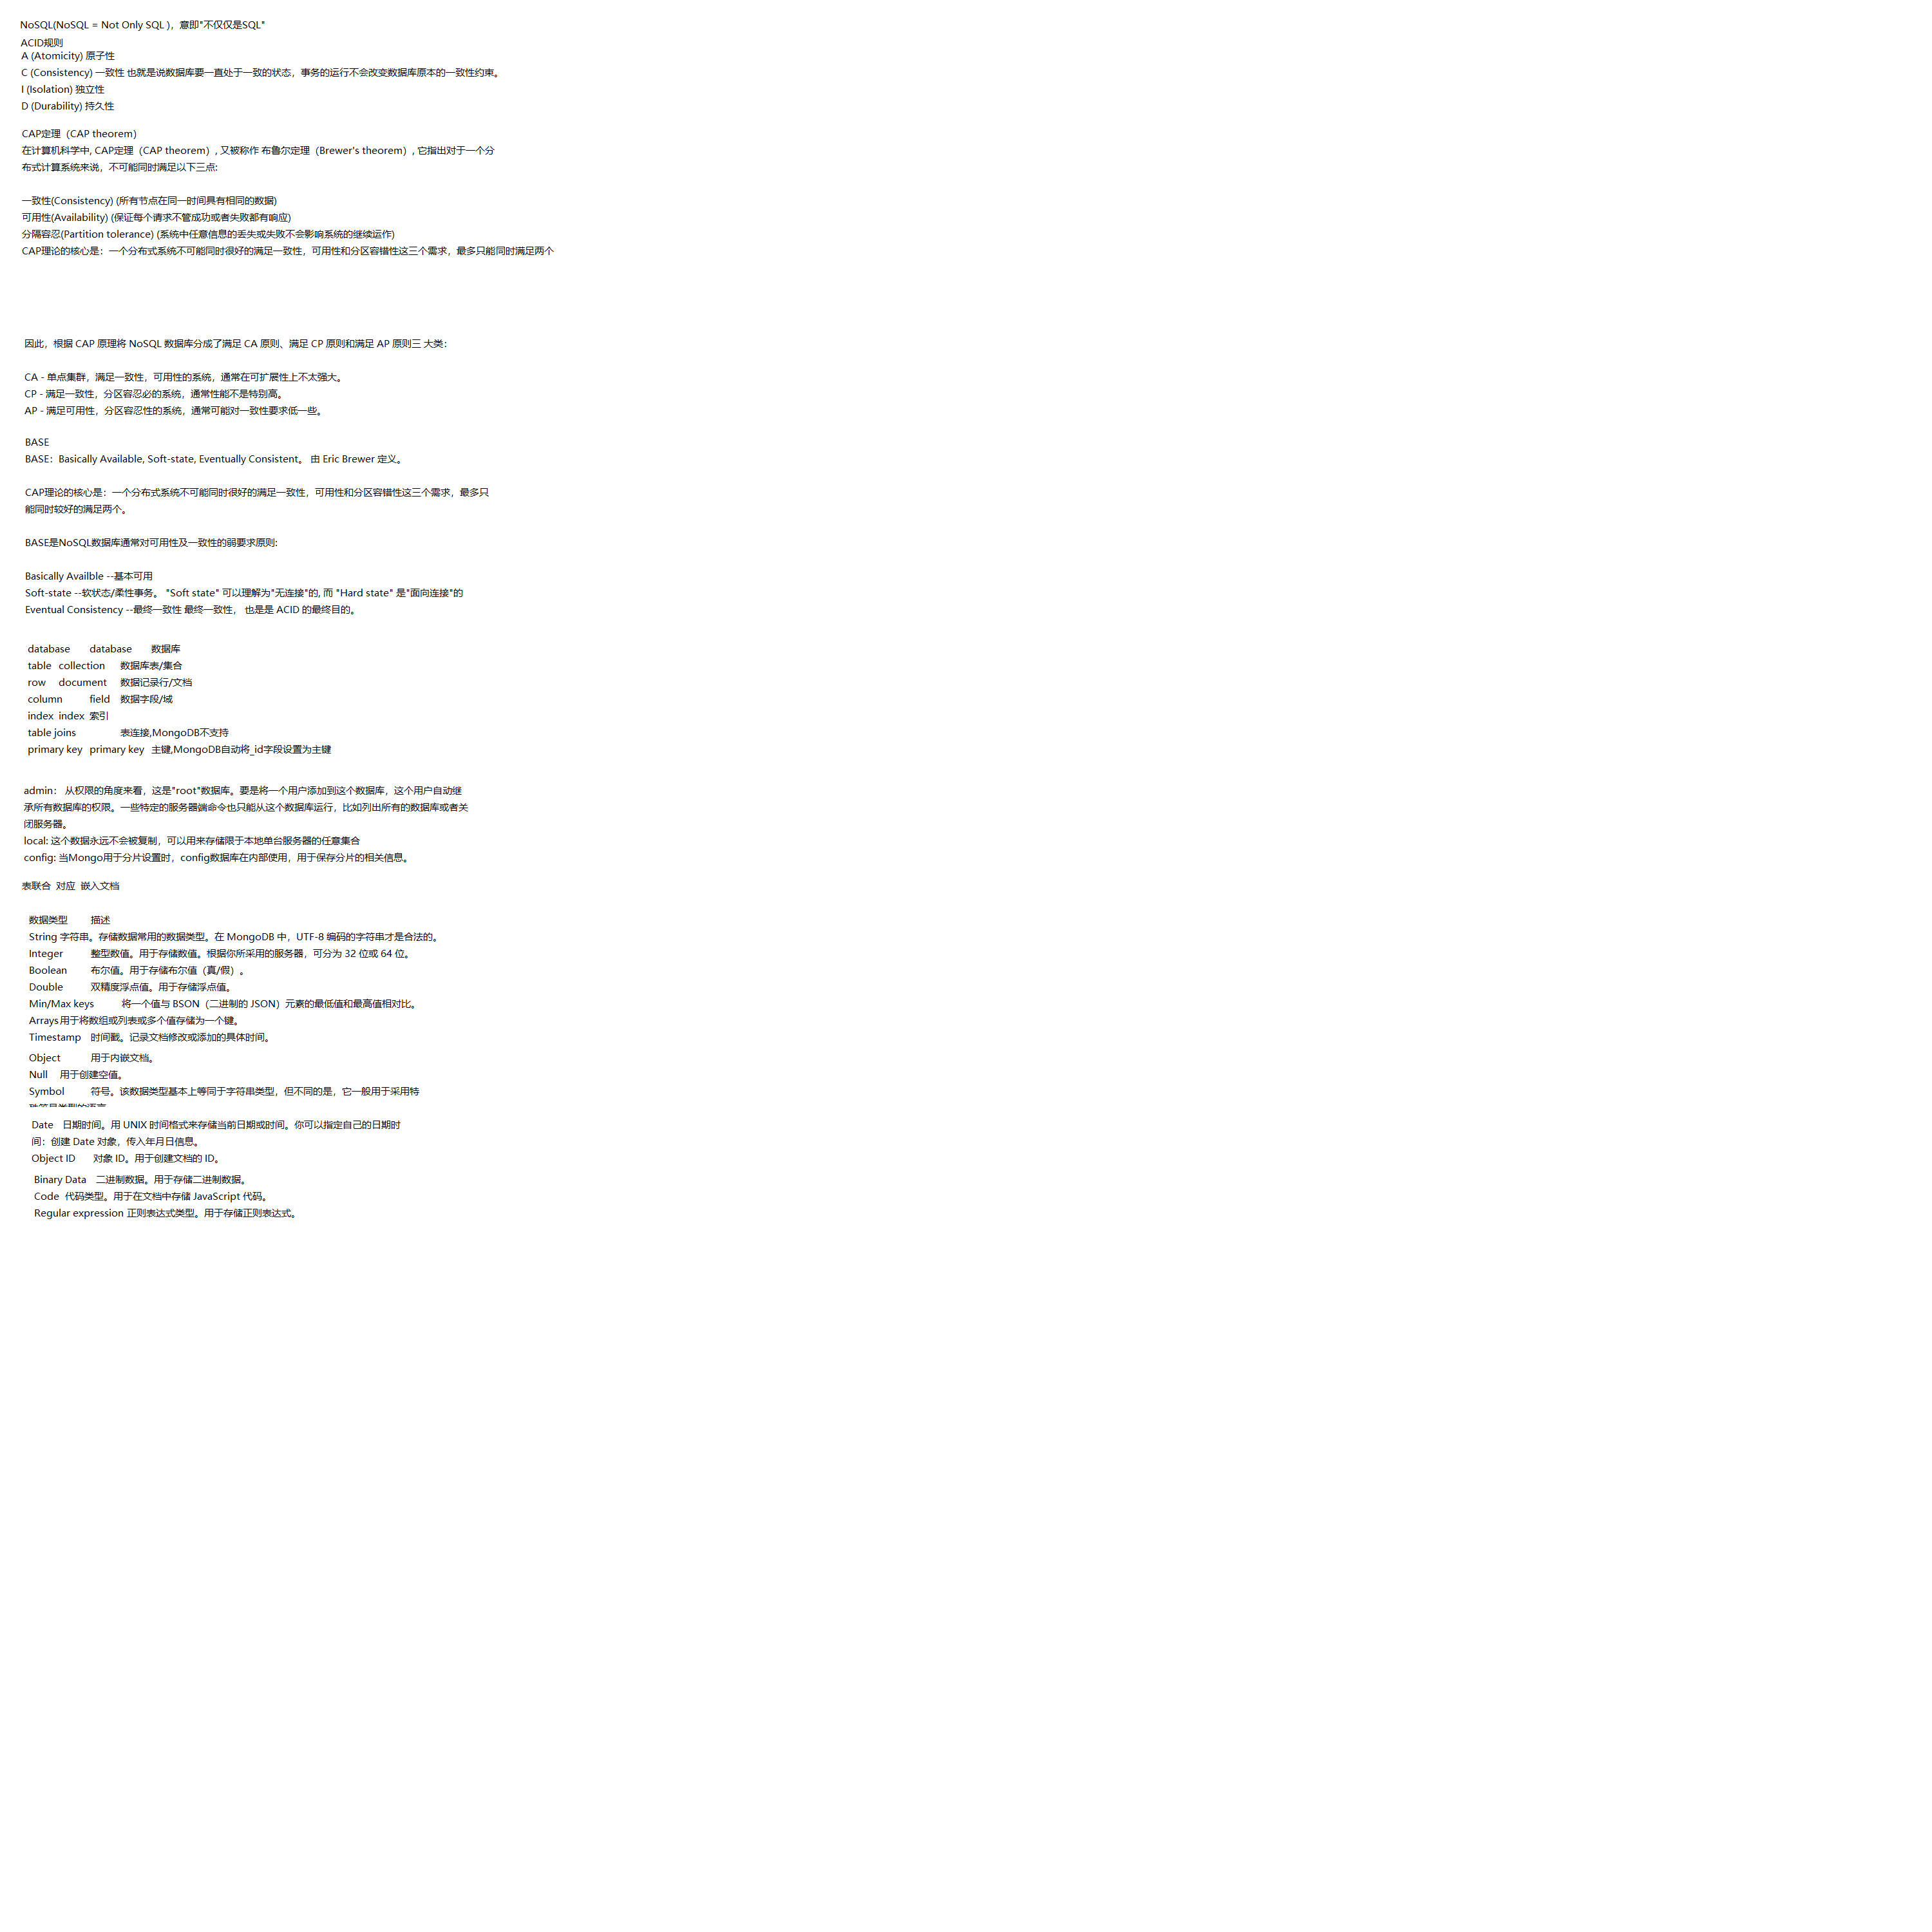 NoSQL(NoSQL = Not Only SQL )，意即"不仅仅是SQL"
ACID规则
A (Atomicity) 原子性
C (Consistency) 一致性 也就是说数据库要一直处于一致的状态，事务的运行不会改变数据库原本的一致性约束。
I (Isolation) 独立性
D (Durability) 持久性
CAP定理（CAP theorem）
在计算机科学中, CAP定理（CAP theorem）, 又被称作 布鲁尔定理（Brewer's theorem）, 它指出对于一个分
布式计算系统来说，不可能同时满足以下三点:
一致性(Consistency) (所有节点在同一时间具有相同的数据)
可用性(Availability) (保证每个请求不管成功或者失败都有响应)
分隔容忍(Partition tolerance) (系统中任意信息的丢失或失败不会影响系统的继续运作)
CAP理论的核心是：一个分布式系统不可能同时很好的满足一致性，可用性和分区容错性这三个需求，最多只能同时满足两个
因此，根据 CAP 原理将 NoSQL 数据库分成了满足 CA 原则、满足 CP 原则和满足 AP 原则三 大类：
CA - 单点集群，满足一致性，可用性的系统，通常在可扩展性上不太强大。
CP - 满足一致性，分区容忍必的系统，通常性能不是特别高。
AP - 满足可用性，分区容忍性的系统，通常可能对一致性要求低一些。
BASE
BASE：Basically Available, Soft-state, Eventually Consistent。 由 Eric Brewer 定义。
CAP理论的核心是：一个分布式系统不可能同时很好的满足一致性，可用性和分区容错性这三个需求，最多只
能同时较好的满足两个。
BASE是NoSQL数据库通常对可用性及一致性的弱要求原则:
Basically Availble --基本可用
Soft-state --软状态/柔性事务。 "Soft state" 可以理解为"无连接"的, 而 "Hard state" 是"面向连接"的
Eventual Consistency --最终一致性 最终一致性， 也是是 ACID 的最终目的。
database database 数据库
table collection 数据库表/集合
row document 数据记录行/文档
column field 数据字段/域
index index 索引
table joins 表连接,MongoDB不支持
primary key primary key 主键,MongoDB自动将_id字段设置为主键
admin： 从权限的角度来看，这是"root"数据库。要是将一个用户添加到这个数据库，这个用户自动继
承所有数据库的权限。一些特定的服务器端命令也只能从这个数据库运行，比如列出所有的数据库或者关
闭服务器。
local: 这个数据永远不会被复制，可以用来存储限于本地单台服务器的任意集合
config: 当Mongo用于分片设置时，config数据库在内部使用，用于保存分片的相关信息。
表联合 对应 嵌入文档
数据类型 描述
String 字符串。存储数据常用的数据类型。在 MongoDB 中，UTF-8 编码的字符串才是合法的。
Integer 整型数值。用于存储数值。根据你所采用的服务器，可分为 32 位或 64 位。
Boolean 布尔值。用于存储布尔值（真/假）。
Double 双精度浮点值。用于存储浮点值。
Min/Max keys 将一个值与 BSON（二进制的 JSON）元素的最低值和最高值相对比。
Arrays 用于将数组或列表或多个值存储为一个键。
Timestamp 时间戳。记录文档修改或添加的具体时间。
Object 用于内嵌文档。
Null 用于创建空值。
Symbol 符号。该数据类型基本上等同于字符串类型，但不同的是，它一般用于采用特
Date 日期时间。用 UNIX 时间格式来存储当前日期或时间。你可以指定自己的日期时
间：创建 Date 对象，传入年月日信息。
Object ID 对象 ID。用于创建文档的 ID。
Binary Data 二进制数据。用于存储二进制数据。
Code 代码类型。用于在文档中存储 JavaScript 代码。
Regular expression 正则表达式类型。用于存储正则表达式。